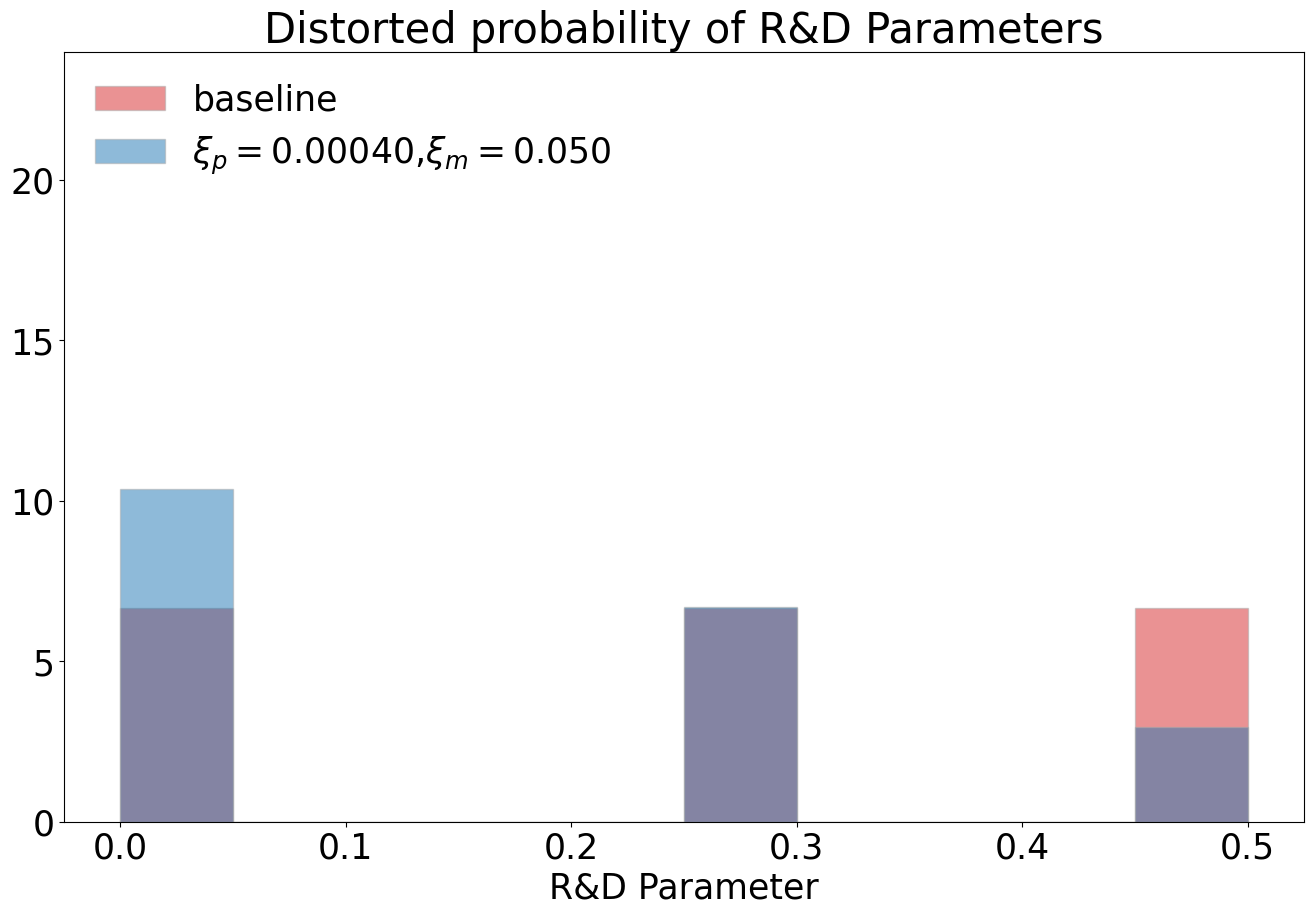 Distorted probability of R&D Parameters
baseline
ξp = 0.00040,ξm = 0.050
20
15
10
5
0
0.0 0.1 0.2 0.3 0.4 0.5
R&D Parameter